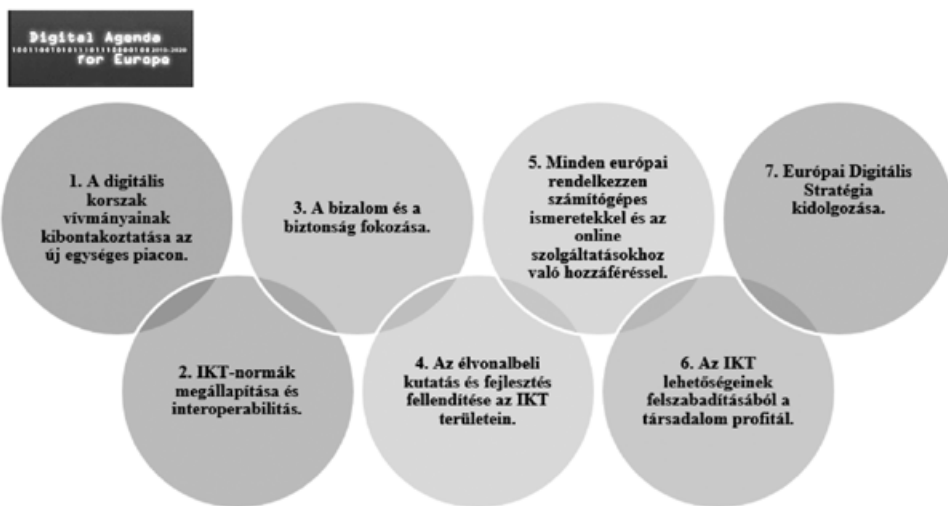 Digital Agenda
2010-2020
for Europe
1. A digitális
korszak
vívmányainak
kibontakoztatása az
új egységes piacon.
2. IKT-normák
megállapítása és
interoperabilitás.
3. A bizalom és a
biztonság fokozása.
4. Az élvonalbeli
kutatás és fejlesztés
fellendítése az IKT
területein.
5. Minden európai
rendelkezzen
számítógépes
ismeretekkel és az
online
szolgáltatásokhoz
való hozzáféréssel.
6. Az IKT
lehetőségeinek
felszabadításából a
társadalom profitál.
7. Európai Digitális
Stratégia
kidolgozása.